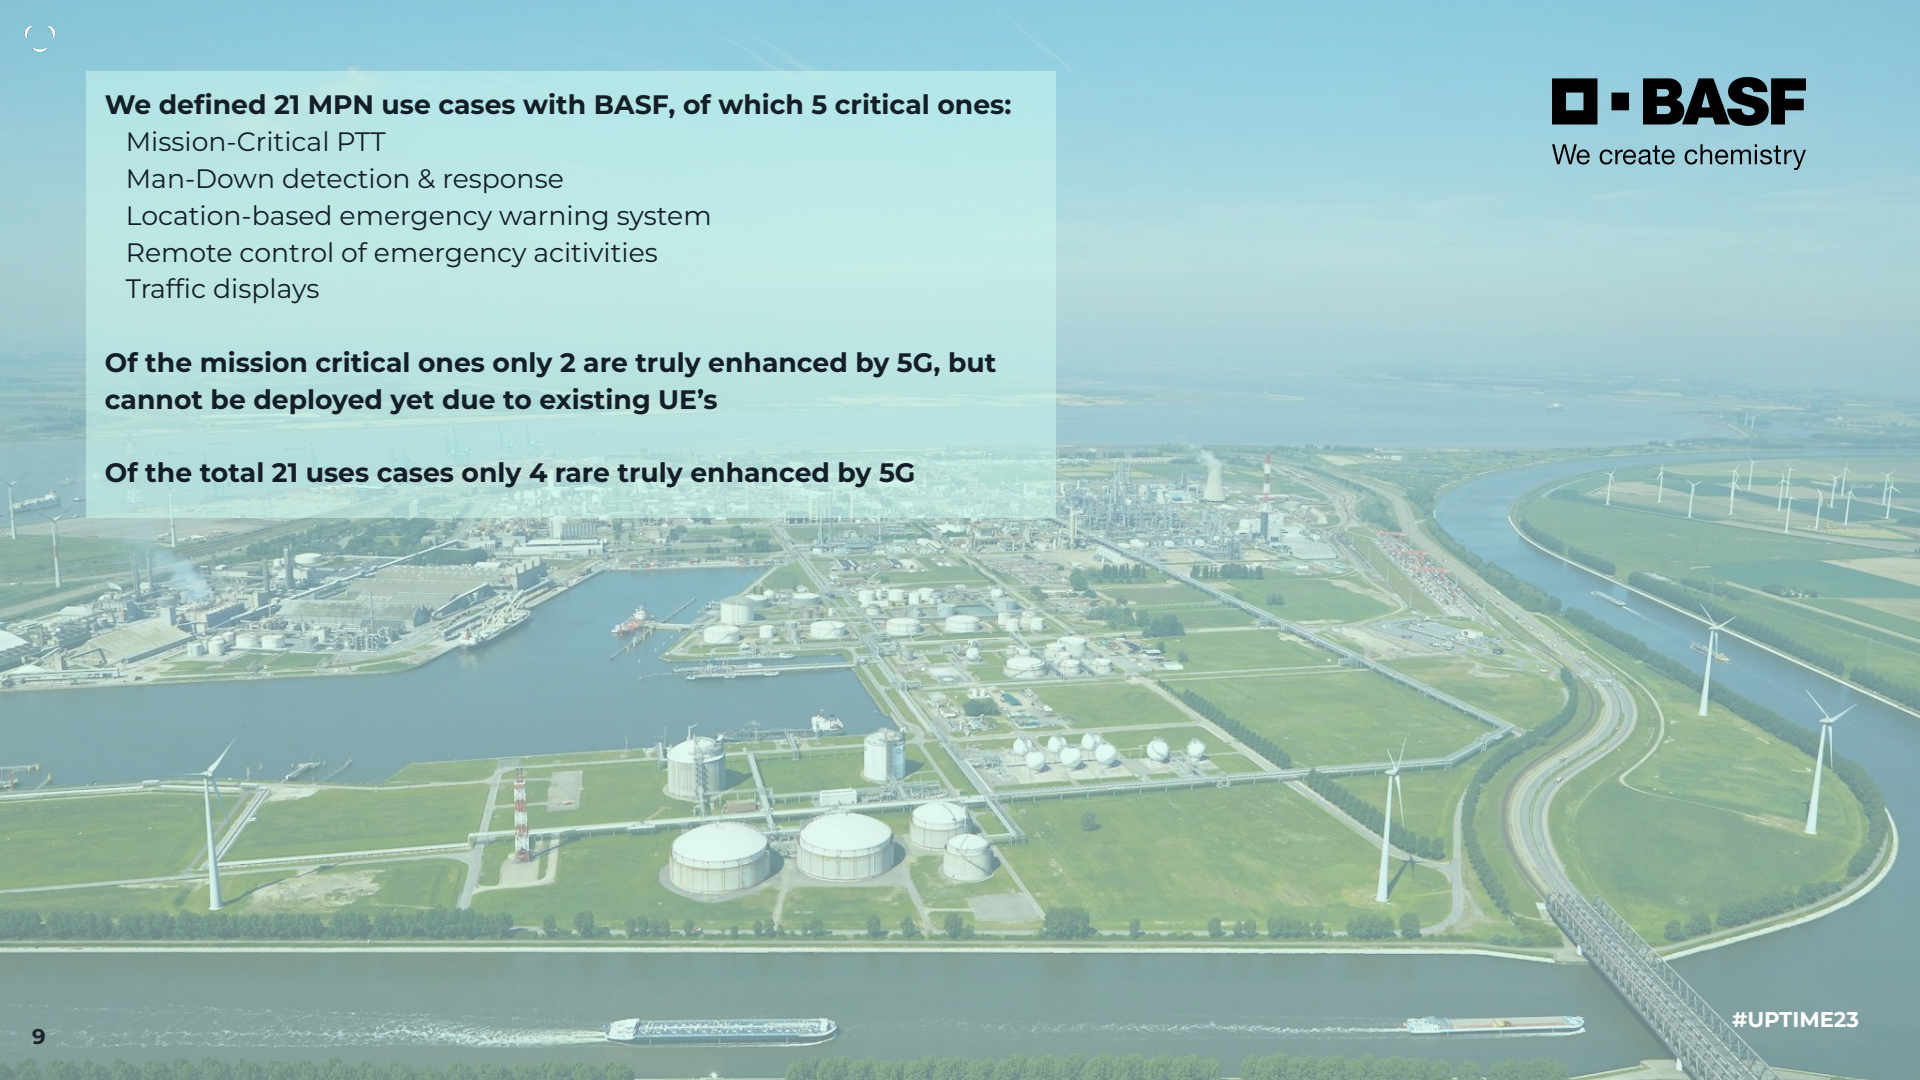 We defined 21 MPN use cases with BASF, of which 5 critical ones:
Mission-Critical PTT
Man-Down detection & response
Location-based emergency warning system
Remote control of emergency acitivities
Traffic displays
Of the mission critical ones only 2 are truly enhanced by 5G, but
cannot be deployed yet due to existing UE’s
Of the total 21 uses cases only 4 rare truly enhanced by 5G
BASF
We create chemistry
9
#UPTIME23